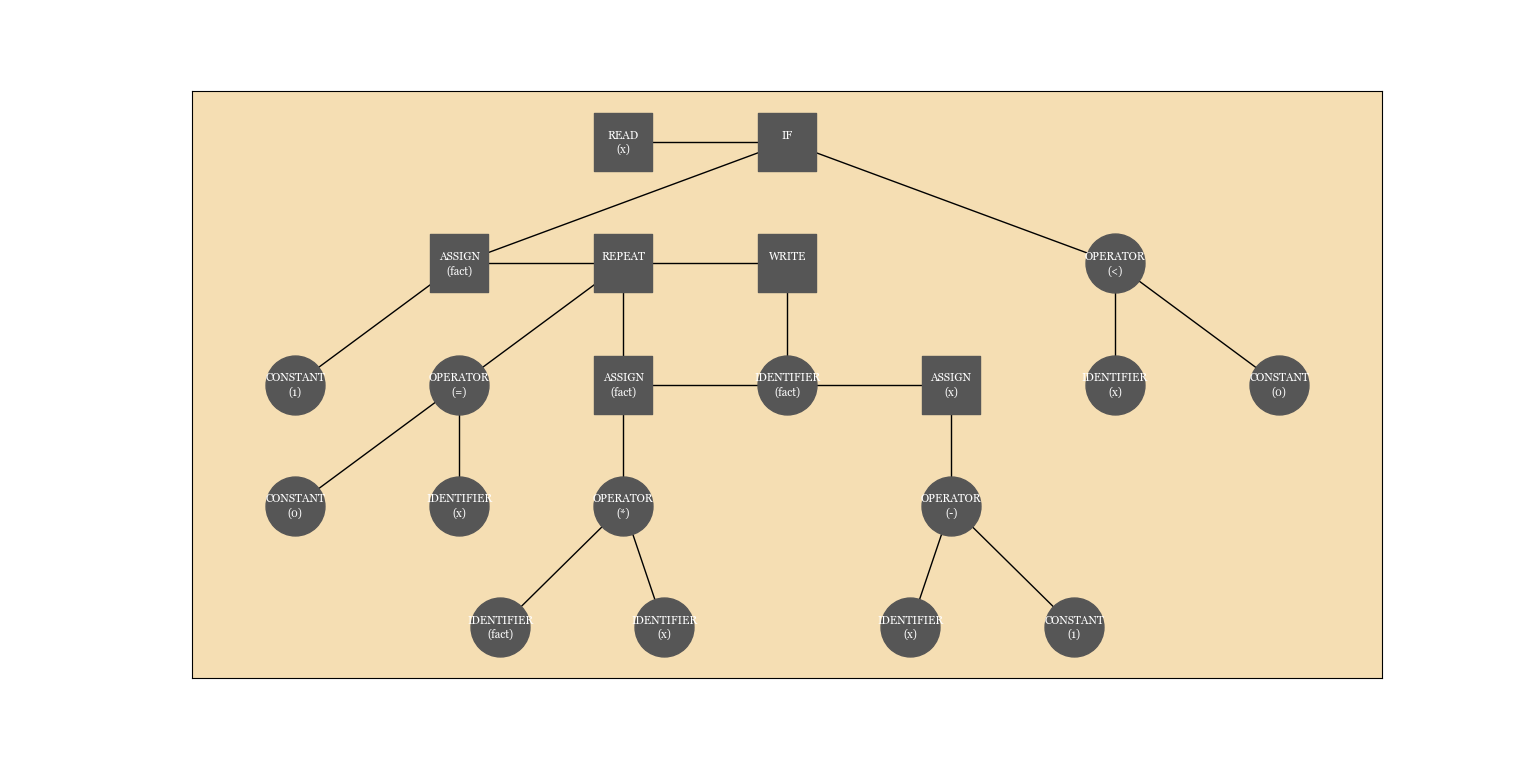 READ
(x)
IF
ASSIGN
(fact)
REPEAT
WRITE
OPERATOR
(<)
CONSTANT
(1)
OPERATOR
(=)
ASSIGN
(fact)
IDENTIFIER
(fact)
ASSIGN
(x)
IDENTIFIER
(x)
CONSTANT
(0)
CONSTANT
(0)
IDENTIFIER
(x)
OPERATOR
(*)
OPERATOR
(-)
IDENTIFIER
(fact)
IDENTIFIER
(x)
IDENTIFIER
(x)
CONSTANT
(1)